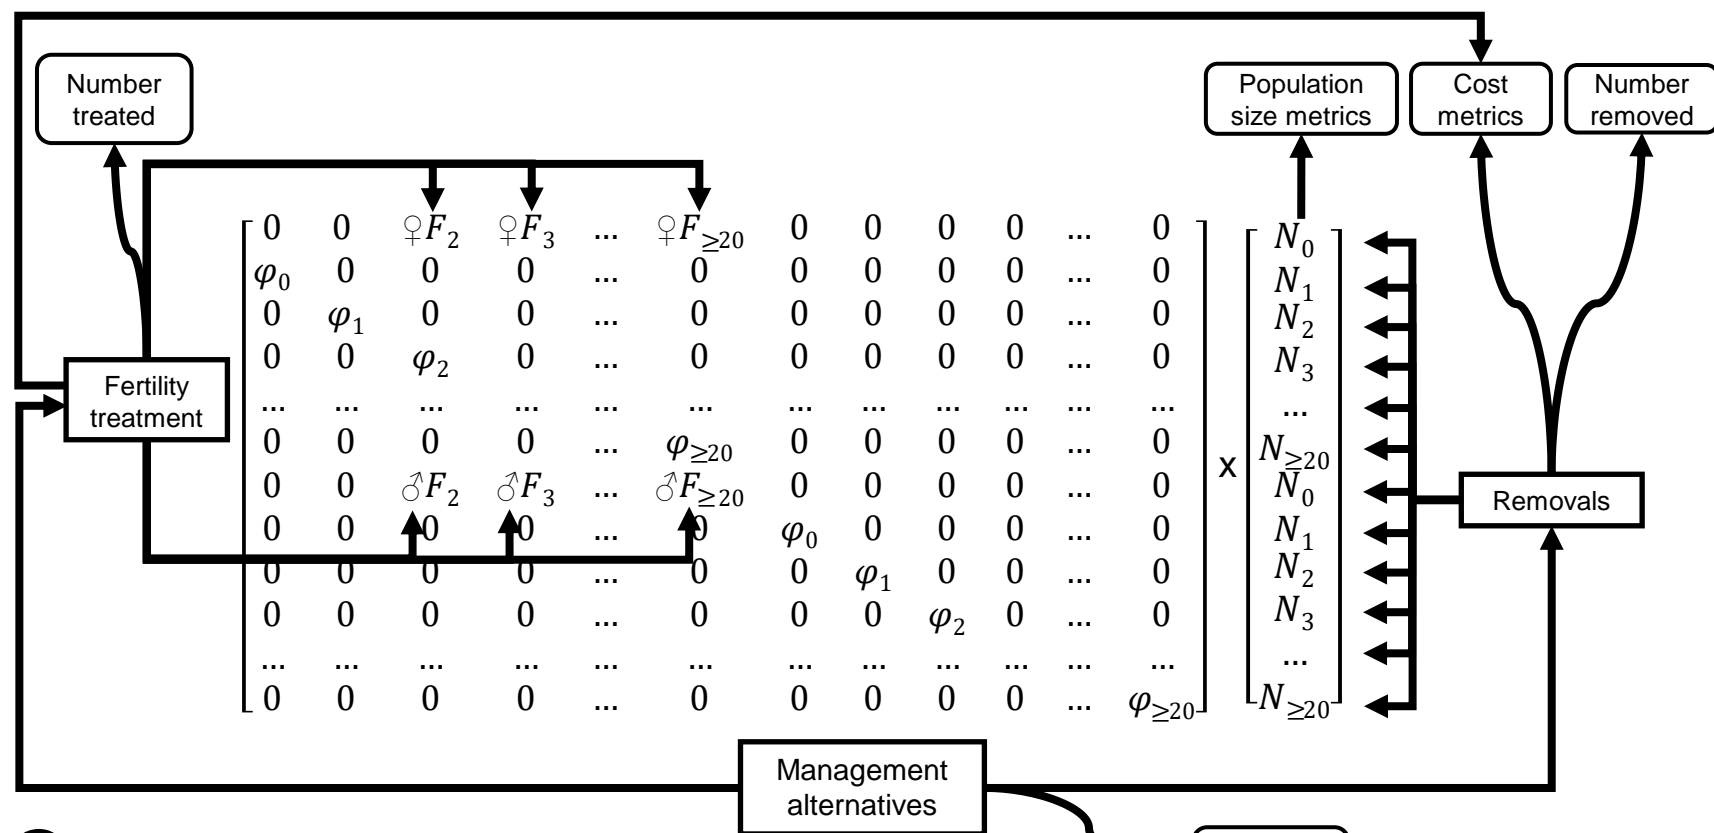 Number
treated
Population
size metrics
Cost
metrics
Number
removed
0 0 ♀F₂ ♀F₃ ... ♀F≥₂₀ 0 0 0 0 ... 0 N₀
φ₀ 0 0 0 ... 0 0 0 0 0 ... 0 N₁
0 φ₁ 0 0 ... 0 0 0 0 0 ... 0 N₂
0 0 φ₂ 0 ... 0 0 0 0 0 ... 0 N₃
... ... ... ... ... ... ... ... ... ... ... ... ...
0 0 0 0 ... φ≥₂₀ 0 0 0 0 ... 0 N≥₂₀
x
0 0 ♂F₂ ♂F₃ ... ♂F≥₂₀ 0 0 0 0 ... 0 N₀
0 0 0 0 ... 0 φ₀ 0 0 0 ... 0 N₁
0 0 0 0 ... 0 0 φ₁ 0 0 ... 0 N₂
0 0 0 0 ... 0 0 0 φ₂ 0 ... 0 N₃
... ... ... ... ... ... ... ... ... ... ... ... ...
0 0 0 0 ... 0 0 0 0 0 ... φ≥₂₀ N≥₂₀
Fertility
treatment
Removals
Management
alternatives